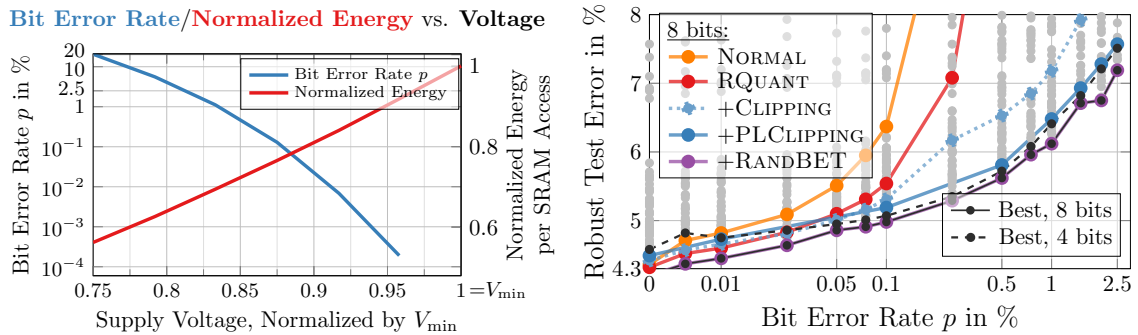 Bit Error Rate/Normalized Energy vs. Voltage
Bit Error Rate p in %
20
10
2.5
1
10⁻¹
10⁻²
10⁻³
10⁻⁴
Bit Error Rate p
Normalized Energy
1
0.8
0.6
Normalized Energy
per SRAM Access
0.75 0.8 0.85 0.9 0.95 1=Vmin
Supply Voltage, Normalized by Vmin
Robust Test Error in %
8
7
6
5
4.3
8 bits:
NORMAL
RQUANT
+CLIPPING
+PLCLIPPING
+RANDBET
Best, 8 bits
Best, 4 bits
0 0.01 0.05 0.1 0.5 1 2.5
Bit Error Rate p in %